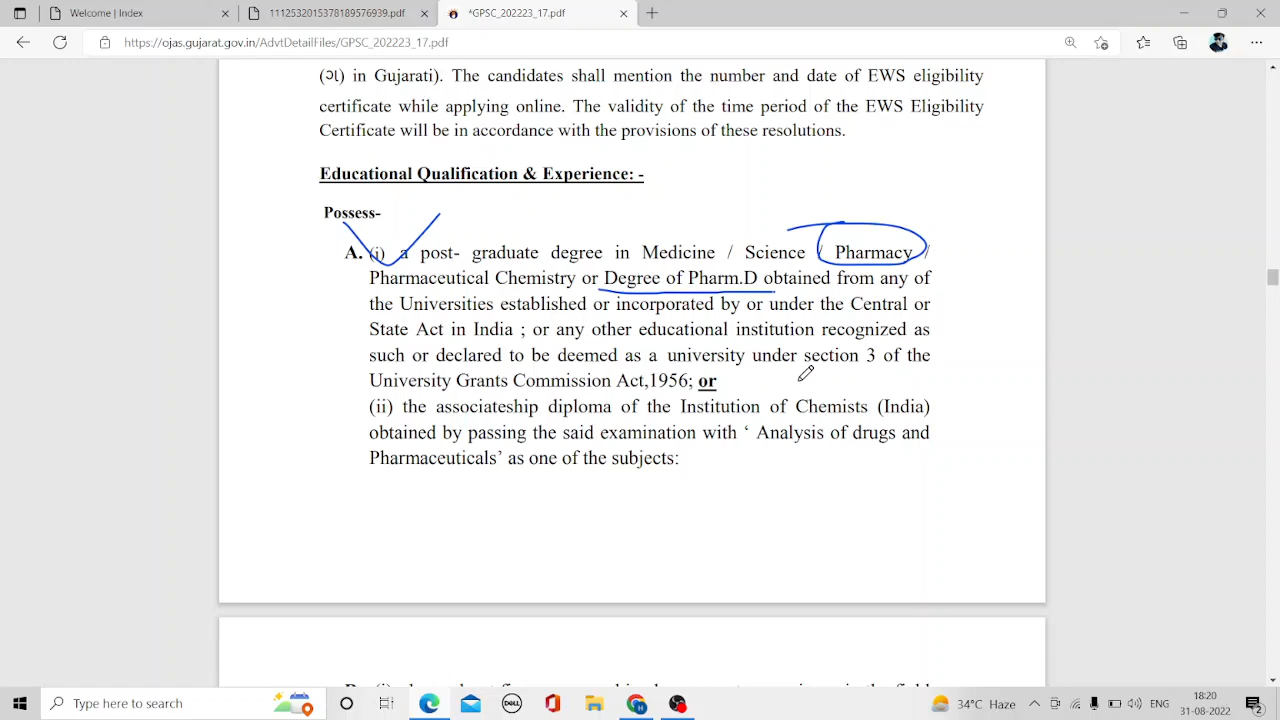 Welcome | Index
1112532015378189576939.pdf
*GPSC_202223_17.pdf
https://ojas.gujarat.gov.in/AdvtDetailFiles/GPSC_202223_17.pdf
(ગ) in Gujarati). The candidates shall mention the number and date of EWS eligibility
certificate while applying online. The validity of the time period of the EWS Eligibility
Certificate will be in accordance with the provisions of these resolutions.
Educational Qualification & Experience: -
Possess-
A. (i) a post- graduate degree in Medicine / Science / Pharmacy /
Pharmaceutical Chemistry or Degree of Pharm.D obtained from any of
the Universities established or incorporated by or under the Central or
State Act in India ; or any other educational institution recognized as
such or declared to be deemed as a university under section 3 of the
University Grants Commission Act,1956; or
(ii) the associateship diploma of the Institution of Chemists (India)
obtained by passing the said examination with ‘ Analysis of drugs and
Pharmaceuticals’ as one of the subjects:
Type here to search
DELL
34°C Haze
ENG
18:20
31-08-2022
2